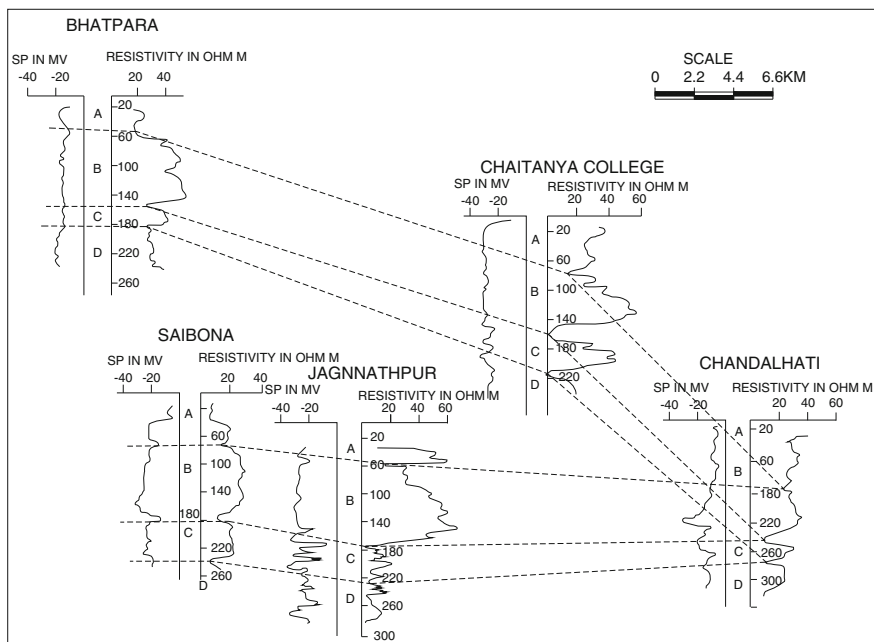 BHATPARA
SP IN MV RESISTIVITY IN OHM M
-40 -20 20 40
A 20
60
B 100
140
C 180
D 220
260
SCALE
0 2.2 4.4 6.6KM
CHAITANYA COLLEGE
SP IN MV RESISTIVITY IN OHM M
-40 -20 20 40 60
A 20
60
B 100
140
C 180
D 220
SAIBONA
SP IN MV RESISTIVITY IN OHM M
-40 -20 20 40
A
60
B 100
140
180
C
220
260
D
JAGNNATHPUR
SP IN MV RESISTIVITY IN OHM M
-40 -20 20 40 60
20
A
60
B 100
140
C 180
220
D
260
300
CHANDALHATI
SP IN MV RESISTIVITY IN OHM M
-40 -20 20 40 60
A 20
60
B
180
220
C 260
D 300